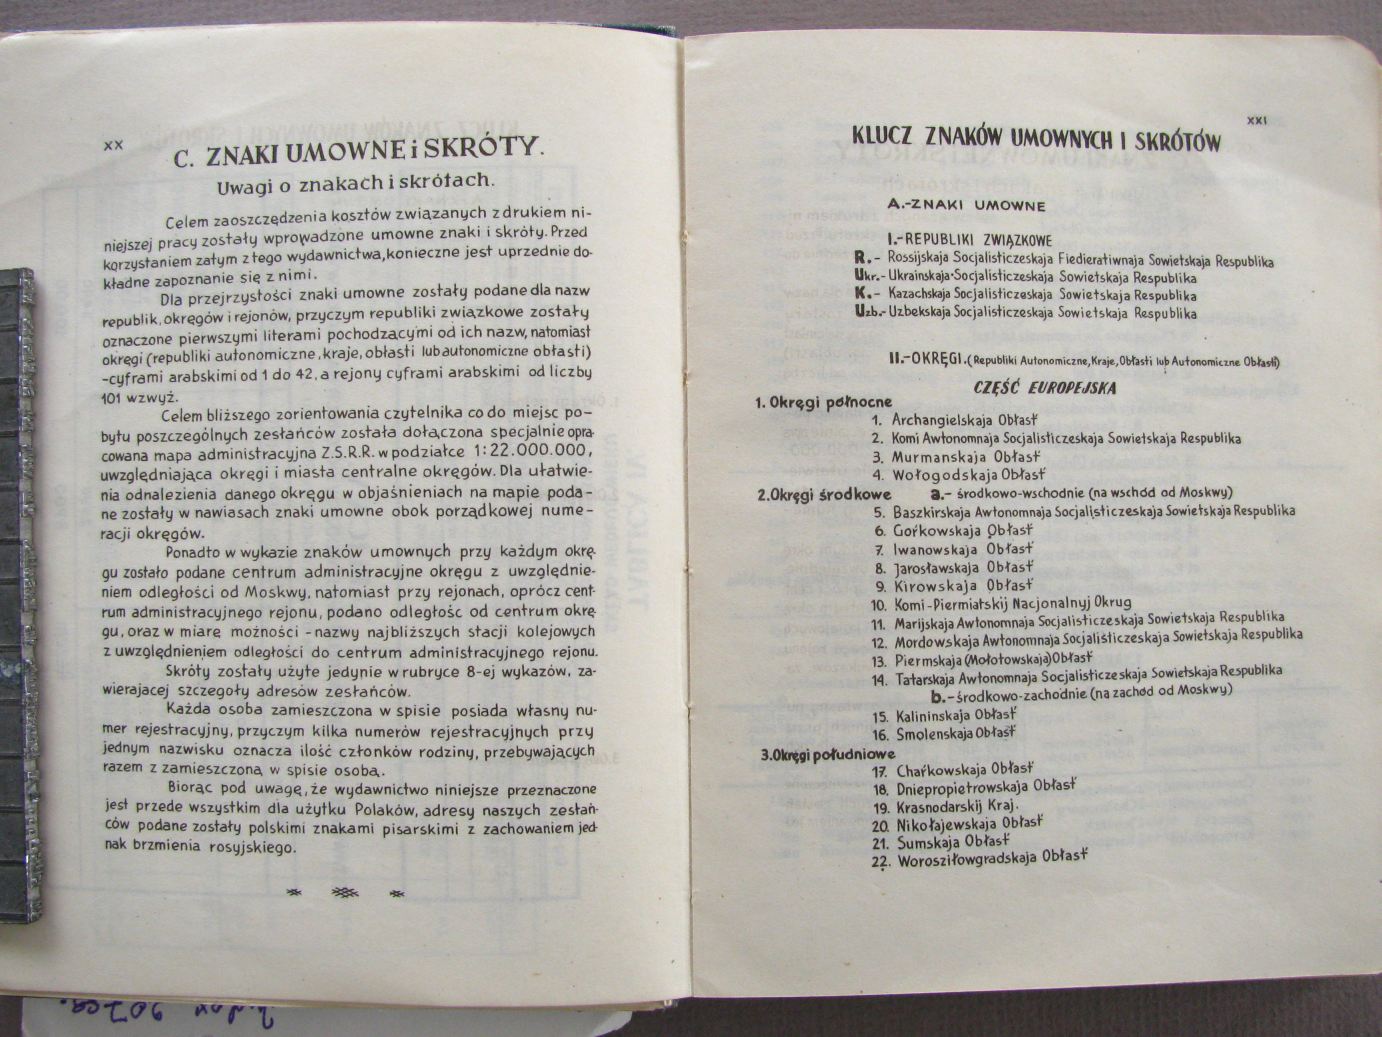 XX
C. ZNAKI UMOWNE i SKRÓTY.
Uwagi o znakach i skrótach.
Celem zaoszczędzenia kosztów związanych z drukiem ni-
niejszej pracy zostały wprowadzone umowne znaki i skróty. Przed
korzystaniem zatym z tego wydawnictwa, konieczne jest uprzednie do-
kładne zapoznanie się z nimi.
Dla przejrzystości znaki umowne zostały podane dla nazw
republik, okręgów i rejonów, przyczym republiki związkowe zostały
oznaczone pierwszymi literami pochodzącymi od ich nazw, natomiast
okręgi (republiki autonomiczne, kraje, obłasti lub autonomiczne obłasti)
-cyframi arabskimi od 1 do 42, a rejony cyframi arabskimi od liczby
101 wzwyż.
Celem bliższego zorientowania czytelnika co do miejsc po-
bytu poszczególnych zesłańców została dołączona specjalnie opra-
cowana mapa administracyjna Z.S.R.R. w podziałce 1:22.000.000,
uwzględniająca okręgi i miasta centralne okręgów. Dla ułatwie-
nia odnalezienia danego okręgu w objaśnieniach na mapie poda-
ne zostały w nawiasach znaki umowne obok porządkowej nume-
racji okręgów.
Ponadto w wykazie znaków umownych przy każdym okrę-
gu zostało podane centrum administracyjne okręgu z uwzględnie-
niem odległości od Moskwy, natomiast przy rejonach, oprócz cent-
rum administracyjnego rejonu, podano odległość od centrum okrę-
gu, oraz w miarę możności - nazwy najbliższych stacji kolejowych
z uwzględnieniem odległości do centrum administracyjnego rejonu.
Skróty zostały użyte jedynie w rubryce 8-ej wykazów, za-
wierajacej szczegoły adresów zesłańców.
Każda osoba zamieszczona w spisie posiada własny nu-
mer rejestracyjny, przyczym kilka numerów rejestracyjnych przy
jednym nazwisku oznacza ilość członków rodziny, przebywających
razem z zamieszczoną w spisie osobą.
Biorąc pod uwagę, że wydawnictwo niniejsze przeznaczone
jest przede wszystkim dla użytku Polaków, adresy naszych zesłań-
ców podane zostały polskimi znakami pisarskimi z zachowaniem jed-
nak brzmienia rosyjskiego.
XXI
KLUCZ ZNAKÓW UMOWNYCH I SKRÓTÓW
A.-ZNAKI UMOWNE
I.-REPUBLIKI ZWIĄZKOWE
R.- Rossijskaja Socjalisticzeskaja Fiedieratiwnaja Sowietskaja Respublika
Ukr.- Ukrainskaja Socjalisticzeskaja Sowietskaja Respublika
K.- Kazachskaja Socjalisticzeskaja Sowietskaja Respublika
Uzb.- Uzbekskaja Socjalisticzeskaja Sowietskaja Respublika
II.-OKRĘGI.(Republiki Autonomiczne, Kraje, Obłasti lub Autonomiczne Obłasti)
CZĘŚĆ EUROPEJSKA
1. Okręgi północne
1. Archangielskaja Obłasť
2. Komi Awtonomnaja Socjalisticzeskaja Sowietskaja Respublika
3. Murmanskaja Obłasť
4. Wołogodskaja Obłasť
2. Okręgi środkowe a.- środkowo-wschodnie (na wschód od Moskwy)
5. Baszkirskaja Awtonomnaja Socjalisticzeskaja Sowietskaja Respublika
6. Gorkowskaja Obłasť
7. Iwanowskaja Obłasť
8. Jarosławskaja Obłasť
9. Kirowskaja Obłasť
10. Komi-Piermiatskij Nacjonalnyj Okrug
11. Marijskaja Awtonomnaja Socjalisticzeskaja Sowietskaja Respublika
12. Mordowskaja Awtonomnaja Socjalisticzeskaja Sowietskaja Respublika
13. Piermskaja (Mołotowskaja) Obłasť
14. Tatarskaja Awtonomnaja Socjalisticzeskaja Sowietskaja Respublika
b.- środkowo-zachodnie (na zachód od Moskwy)
15. Kalininskaja Obłasť
16. Smolenskaja Obłasť
3. Okręgi południowe
17. Charkowskaja Obłasť
18. Dniepropietrowskaja Obłasť
19. Krasnodarskij Kraj.
20. Nikołajewskaja Obłasť
21. Sumskaja Obłasť
22. Worosziłowgradskaja Obłasť